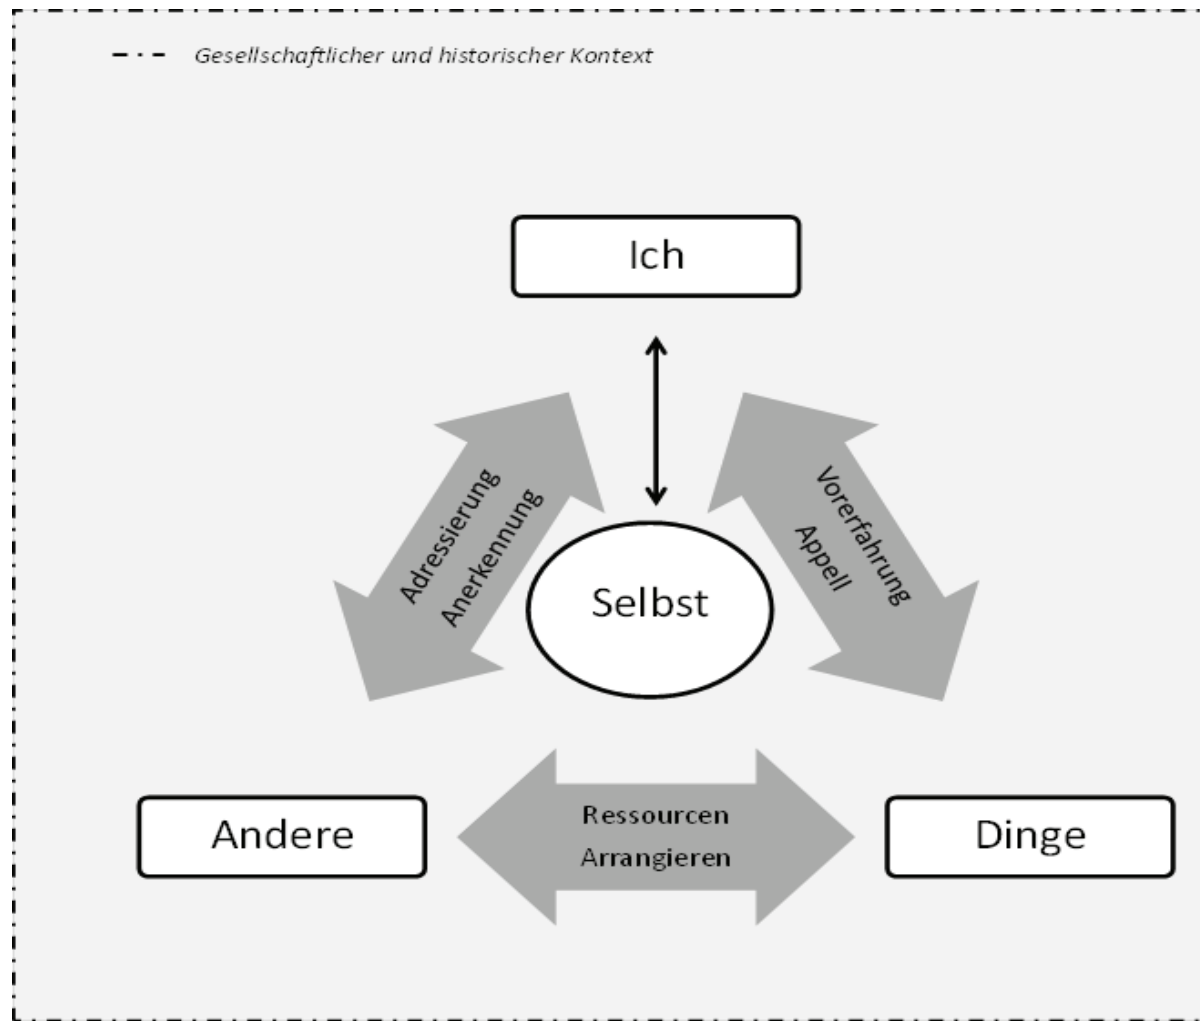 Gesellschaftlicher und historischer Kontext
Ich
Adressierung
Anerkennung
Vorerfahrung
Appell
Selbst
Andere
Ressourcen
Arrangieren
Dinge